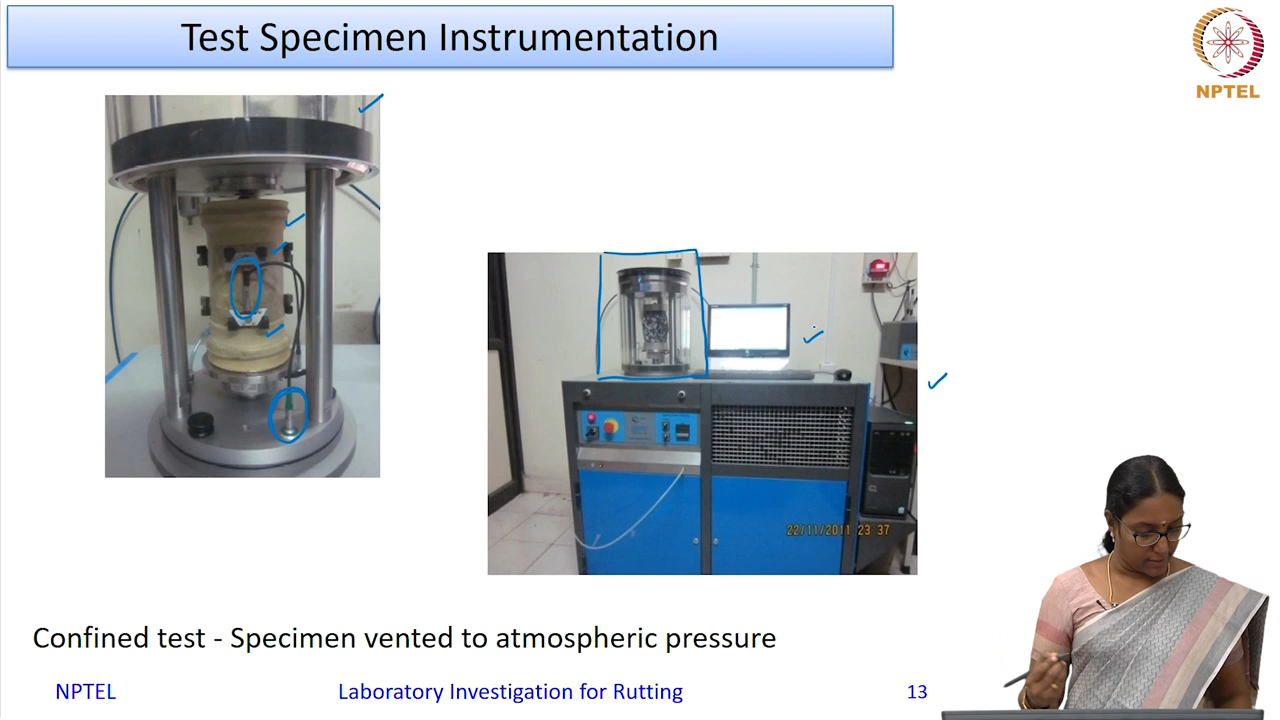 Test Specimen Instrumentation
NPTEL
22/11/2011 23 37
Confined test - Specimen vented to atmospheric pressure
NPTEL
Laboratory Investigation for Rutting
13